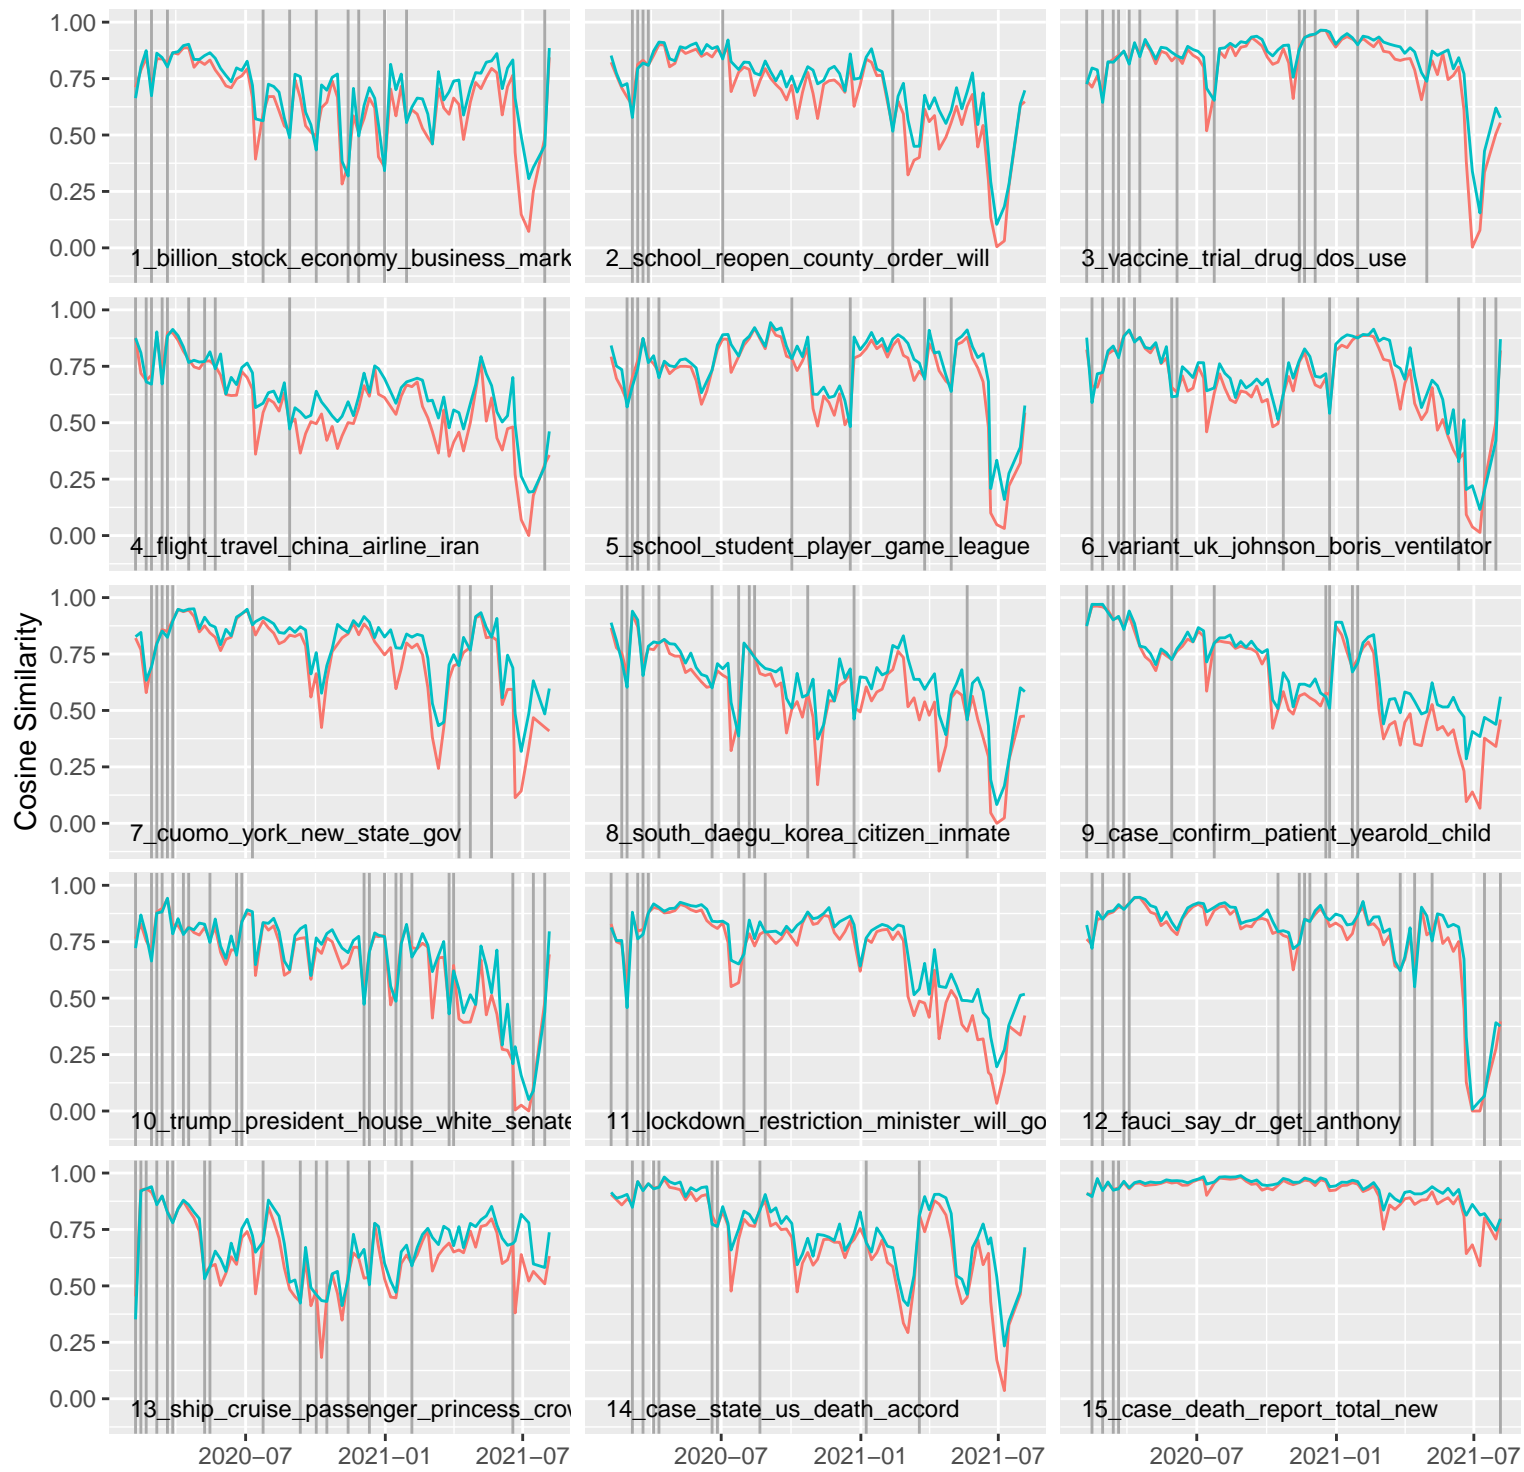 1.00
0.75
0.50
0.25
0.00
1_billion_stock_economy_business_mark
2_school_reopen_county_order_will
3_vaccine_trial_drug_dos_use
1.00
0.75
0.50
0.25
0.00
4_flight_travel_china_airline_iran
5_school_student_player_game_league
6_variant_uk_johnson_boris_ventilator
Cosine Similarity
1.00
0.75
0.50
0.25
0.00
7_cuomo_york_new_state_gov
8_south_daegu_korea_citizen_inmate
9_case_confirm_patient_yearold_child
1.00
0.75
0.50
0.25
0.00
10_trump_president_house_white_senate
11_lockdown_restriction_minister_will_go
12_fauci_say_dr_get_anthony
1.00
0.75
0.50
0.25
0.00
13_ship_cruise_passenger_princess_crow
14_case_state_us_death_accord
15_case_death_report_total_new
2020−07 2021−01 2021−07
2020−07 2021−01 2021−07
2020−07 2021−01 2021−07